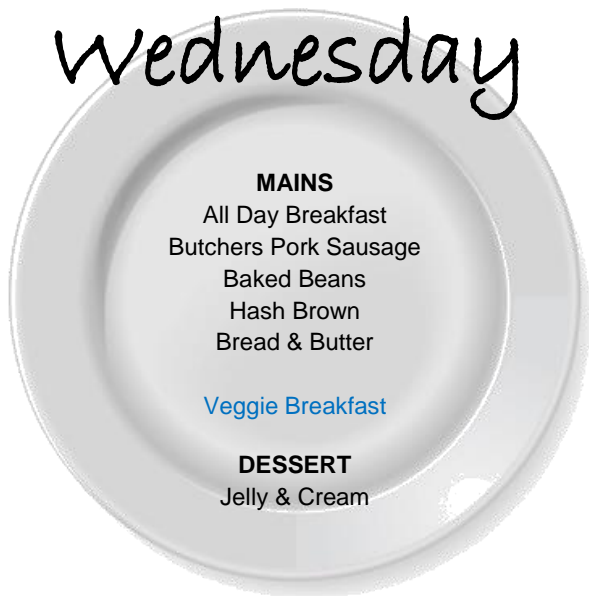 Wednesday
MAINS
All Day Breakfast
Butchers Pork Sausage
Baked Beans
Hash Brown
Bread & Butter
Veggie Breakfast
DESSERT
Jelly & Cream